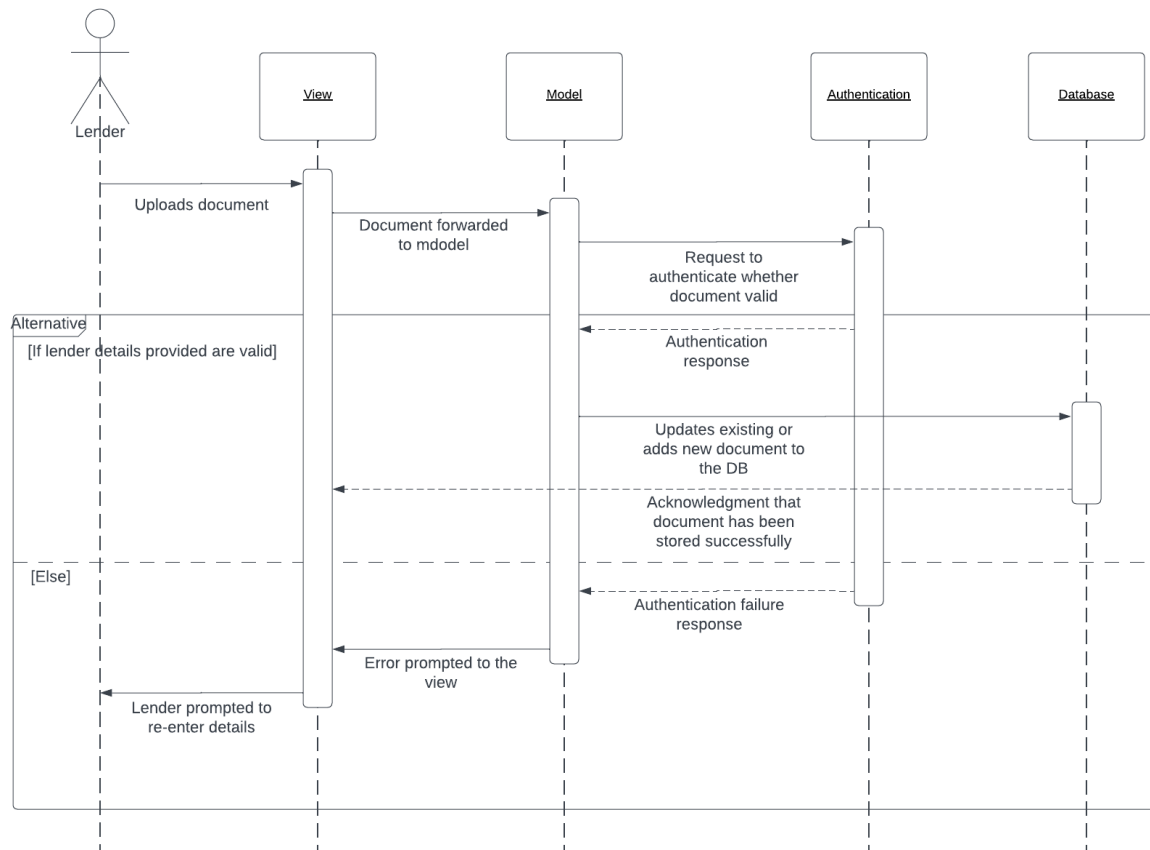 Lender
View
Model
Authentication
Database
Uploads document
Document forwarded
to mdodel
Request to
authenticate whether
document valid
Alternative
[If lender details provided are valid]
Authentication
response
Updates existing or
adds new document to
the DB
Acknowledgment that
document has been
stored successfully
[Else]
Authentication failure
response
Error prompted to the
view
Lender prompted to
re-enter details